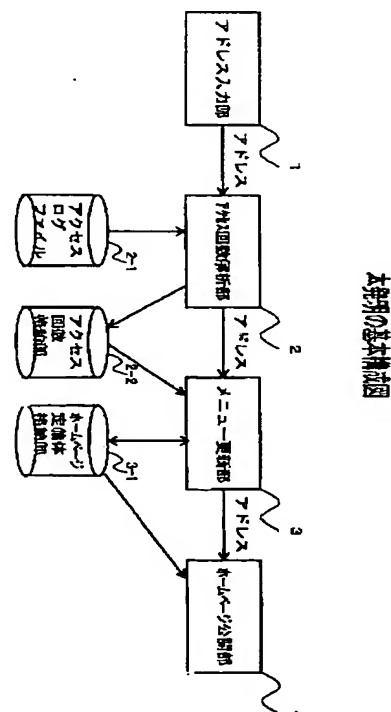 本発明の基本構成図
アドレス入力部
1
アドレス
アクセス回数解析部
2
アドレス
メニュー更新部
3
アドレス
ホームページ公開部
アクセス
ログ
ファイル
2-1
アクセス
回数
格納部
2-2
ホームページ
定義体
格納部
3-1